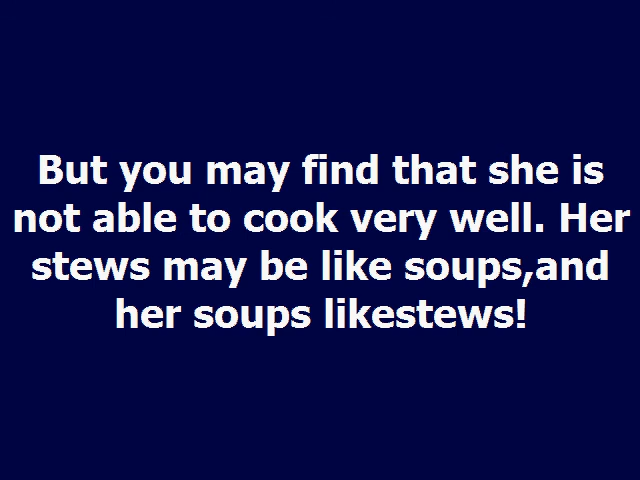 But you may find that she is
not able to cook very well. Her
stews may be like soups,and
her soups likestews!